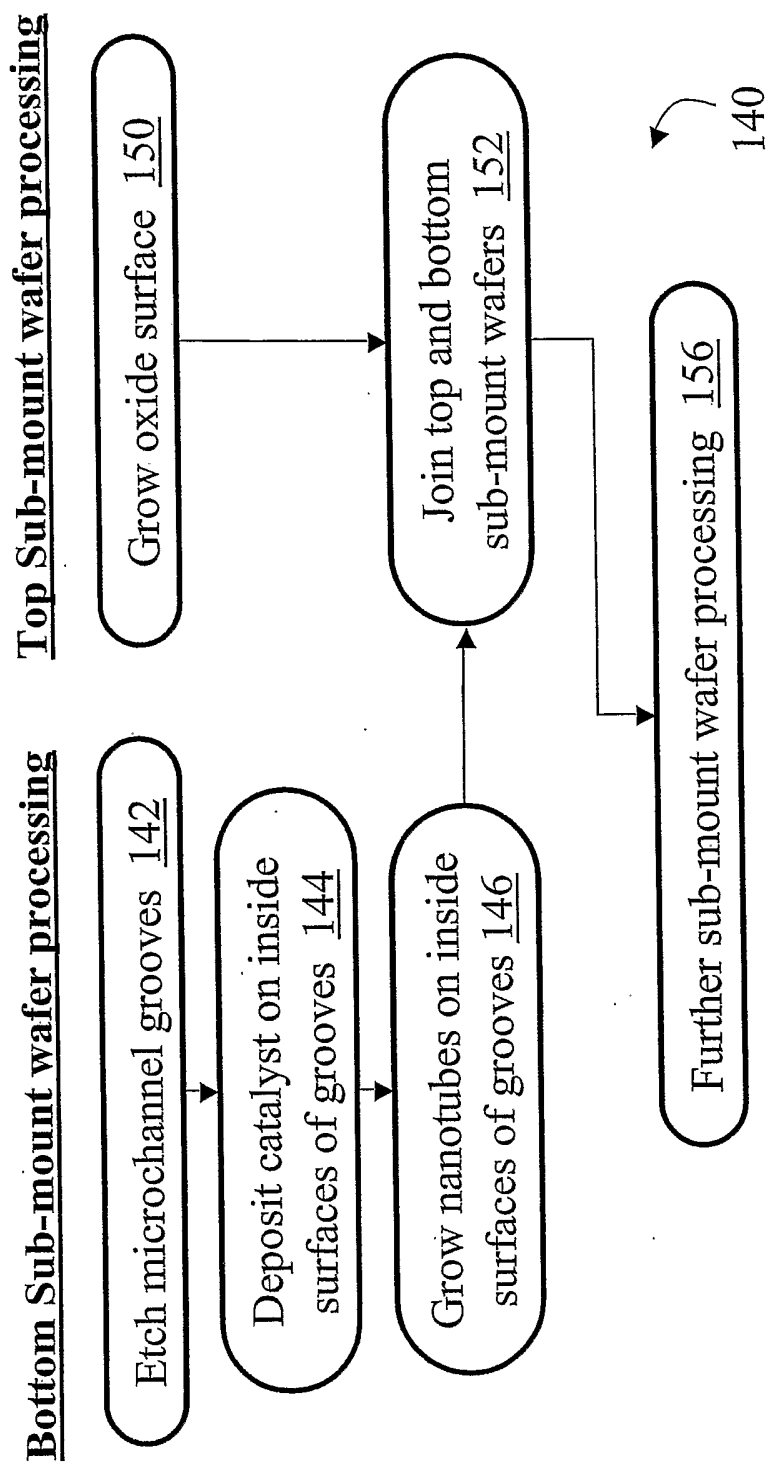 Bottom Sub-mount wafer processing
Etch microchannel grooves 142
Deposit catalyst on inside
surfaces of grooves 144
Grow nanotubes on inside
surfaces of grooves 146
Top Sub-mount wafer processing
Grow oxide surface 150
Join top and bottom
sub-mount wafers 152
Further sub-mount wafer processing 156
140